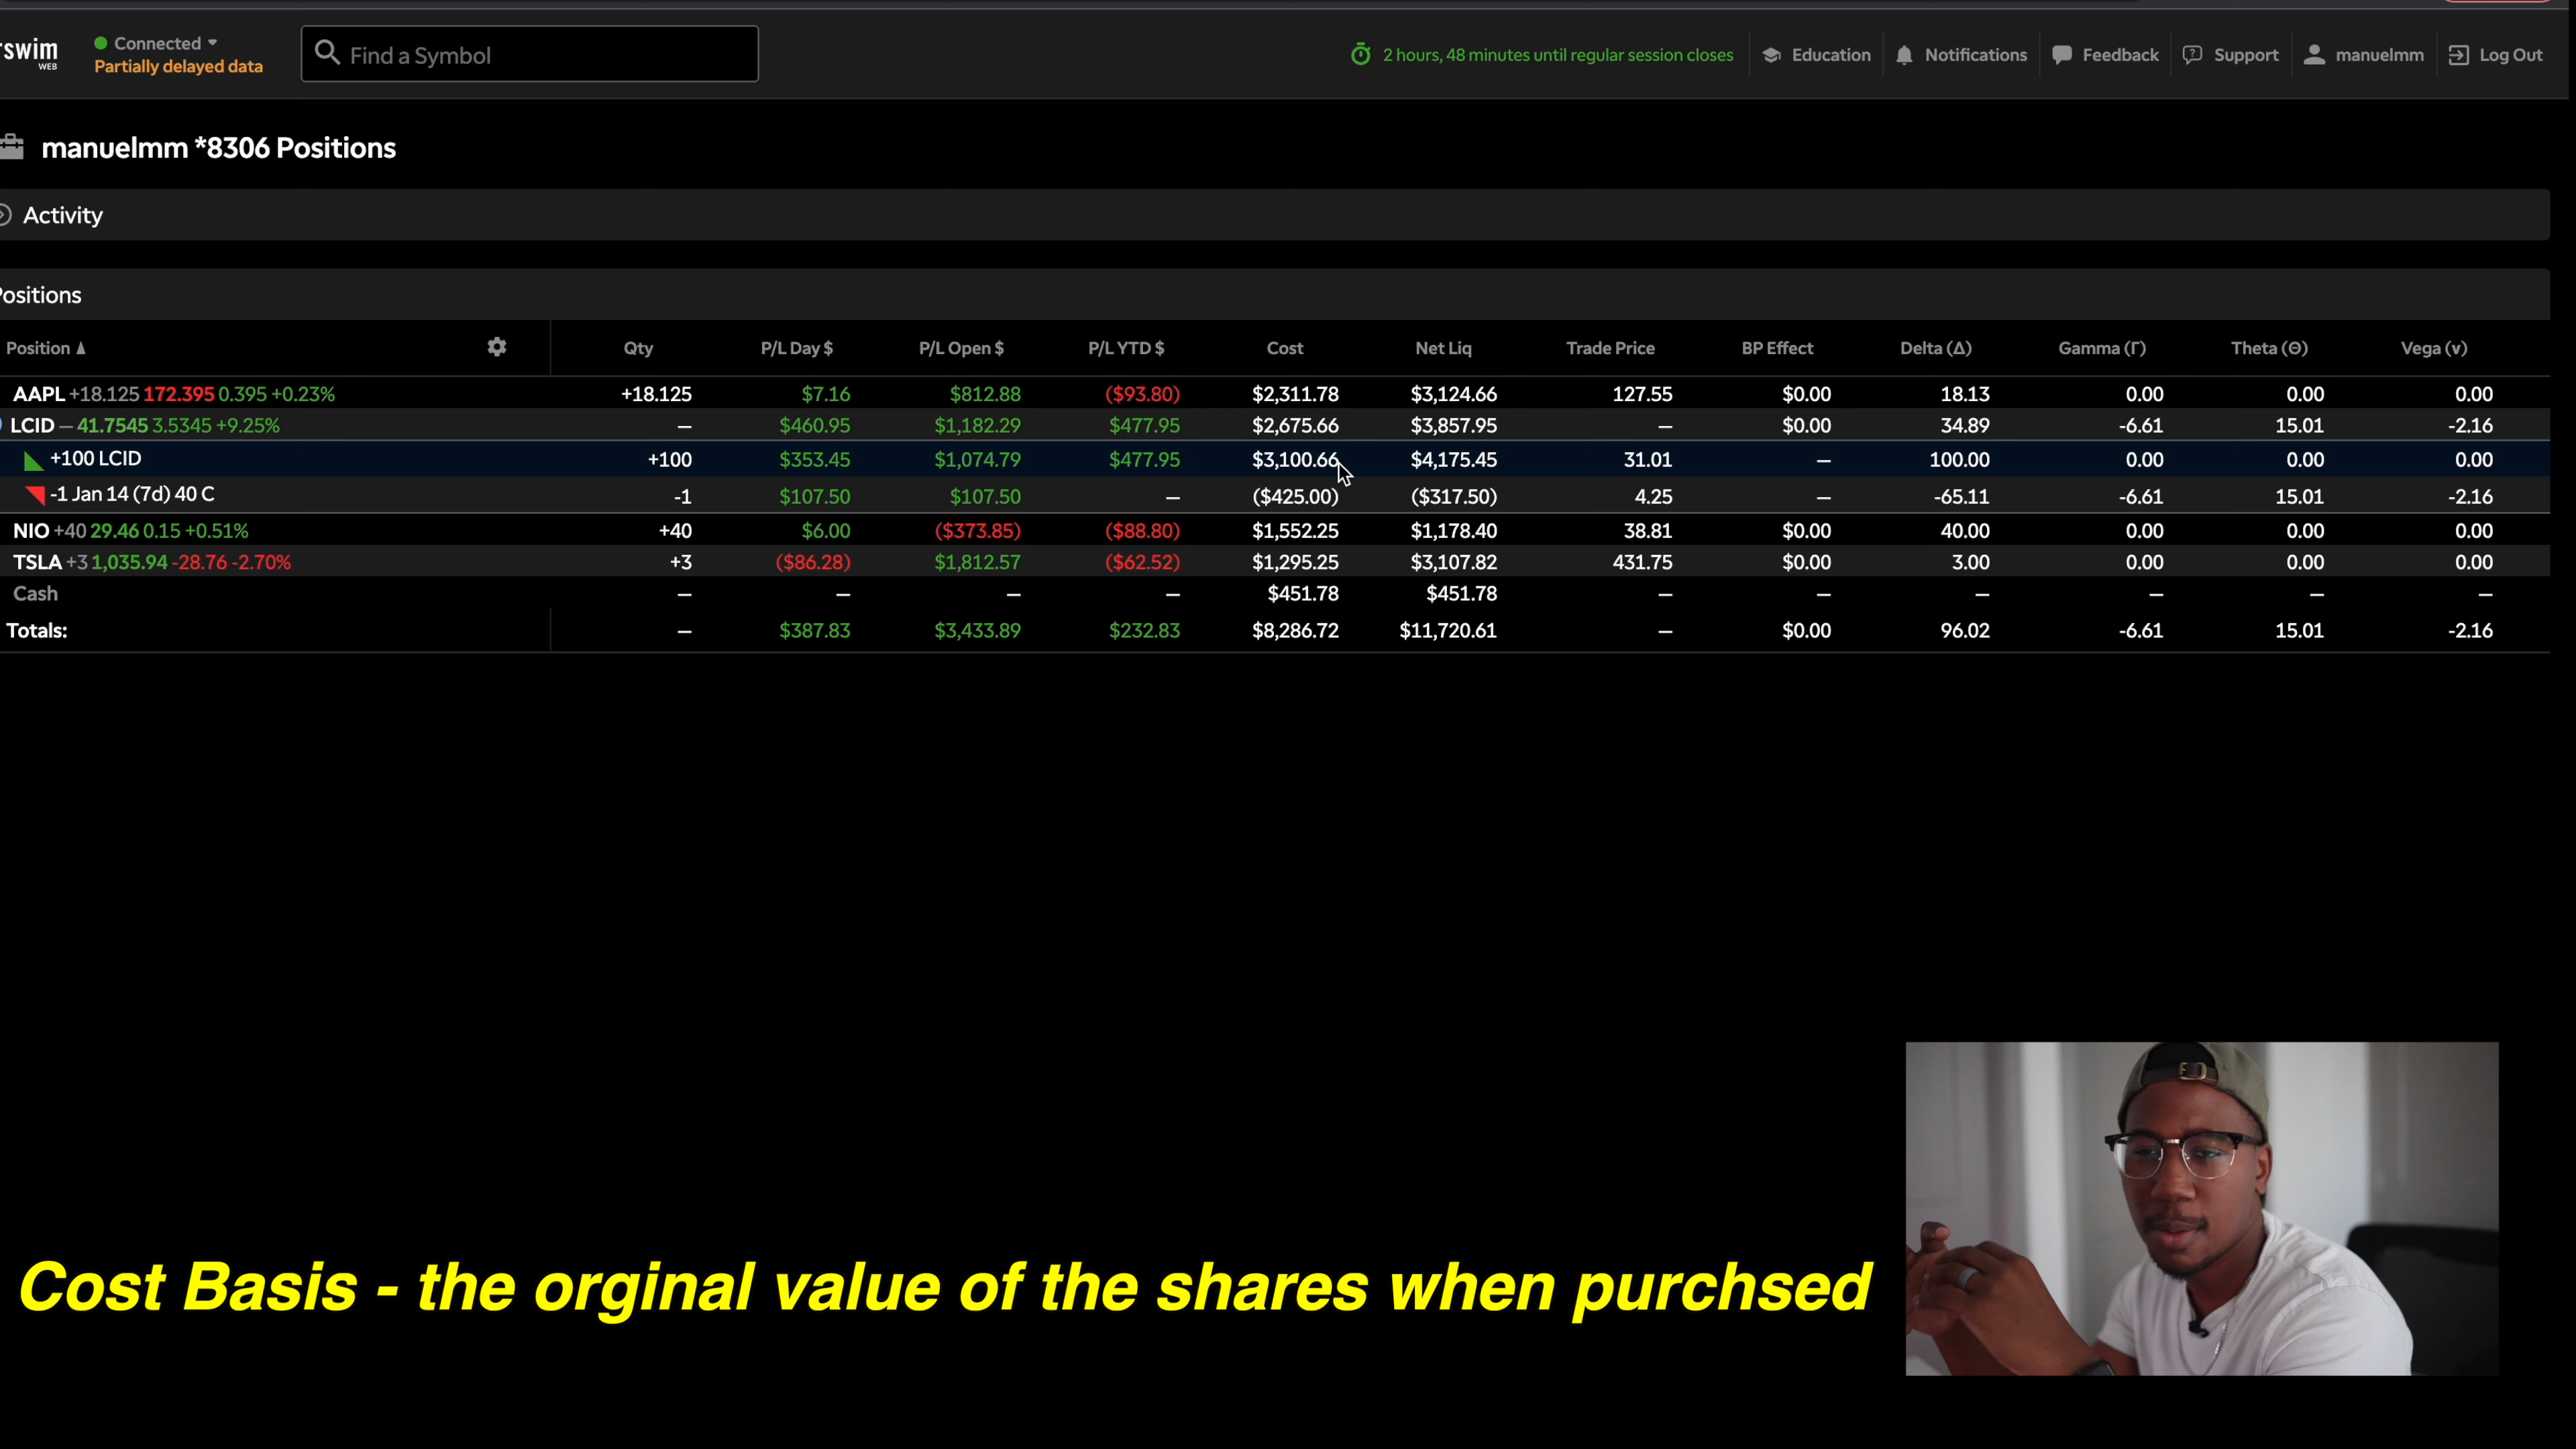 rswim
WEB
Connected
Partially delayed data
Find a Symbol
2 hours, 48 minutes until regular session closes
Education
Notifications
Feedback
Support
manuelmm
Log Out
manuelmm *8306 Positions
Activity
Positions
Position Qty P/L Day $ P/L Open $ P/L YTD $ Cost Net Liq Trade Price BP Effect Delta (Δ) Gamma (Γ) Theta (Θ) Vega (v)
AAPL +18.125 172.395 0.395 +0.23% +18.125 $7.16 $812.88 ($93.80) $2,311.78 $3,124.66 127.55 $0.00 18.13 0.00 0.00 0.00
LCID — 41.7545 3.5345 +9.25% — $460.95 $1,182.29 $477.95 $2,675.66 $3,857.95 — $0.00 34.89 -6.61 15.01 -2.16
+100 LCID +100 $353.45 $1,074.79 $477.95 $3,100.66 $4,175.45 31.01 — 100.00 0.00 0.00 0.00
-1 Jan 14 (7d) 40 C -1 $107.50 $107.50 — ($425.00) ($317.50) 4.25 — -65.11 -6.61 15.01 -2.16
NIO +40 29.46 0.15 +0.51% +40 $6.00 ($373.85) ($88.80) $1,552.25 $1,178.40 38.81 $0.00 40.00 0.00 0.00 0.00
TSLA +3 1,035.94 -28.76 -2.70% +3 ($86.28) $1,812.57 ($62.52) $1,295.25 $3,107.82 431.75 $0.00 3.00 0.00 0.00 0.00
Cash — — — — $451.78 $451.78 — — — — — —
Totals: — $387.83 $3,433.89 $232.83 $8,286.72 $11,720.61 — $0.00 96.02 -6.61 15.01 -2.16
Cost Basis - the orginal value of the shares when purchsed